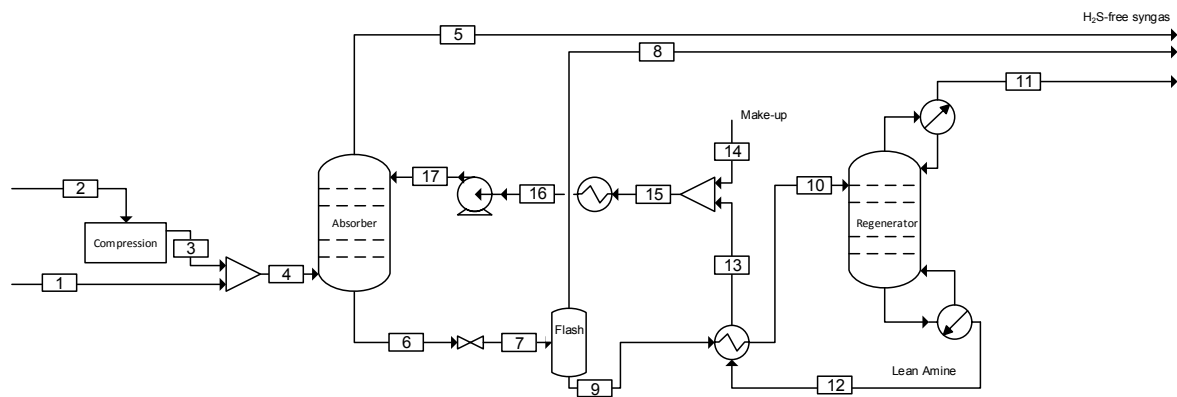 H₂S-free syngas
5
8
11
Make-up
14
2
17
16
15
10
Absorber
Regenerator
Compression
3
4
1
13
Flash
6
7
9
Lean Amine
12